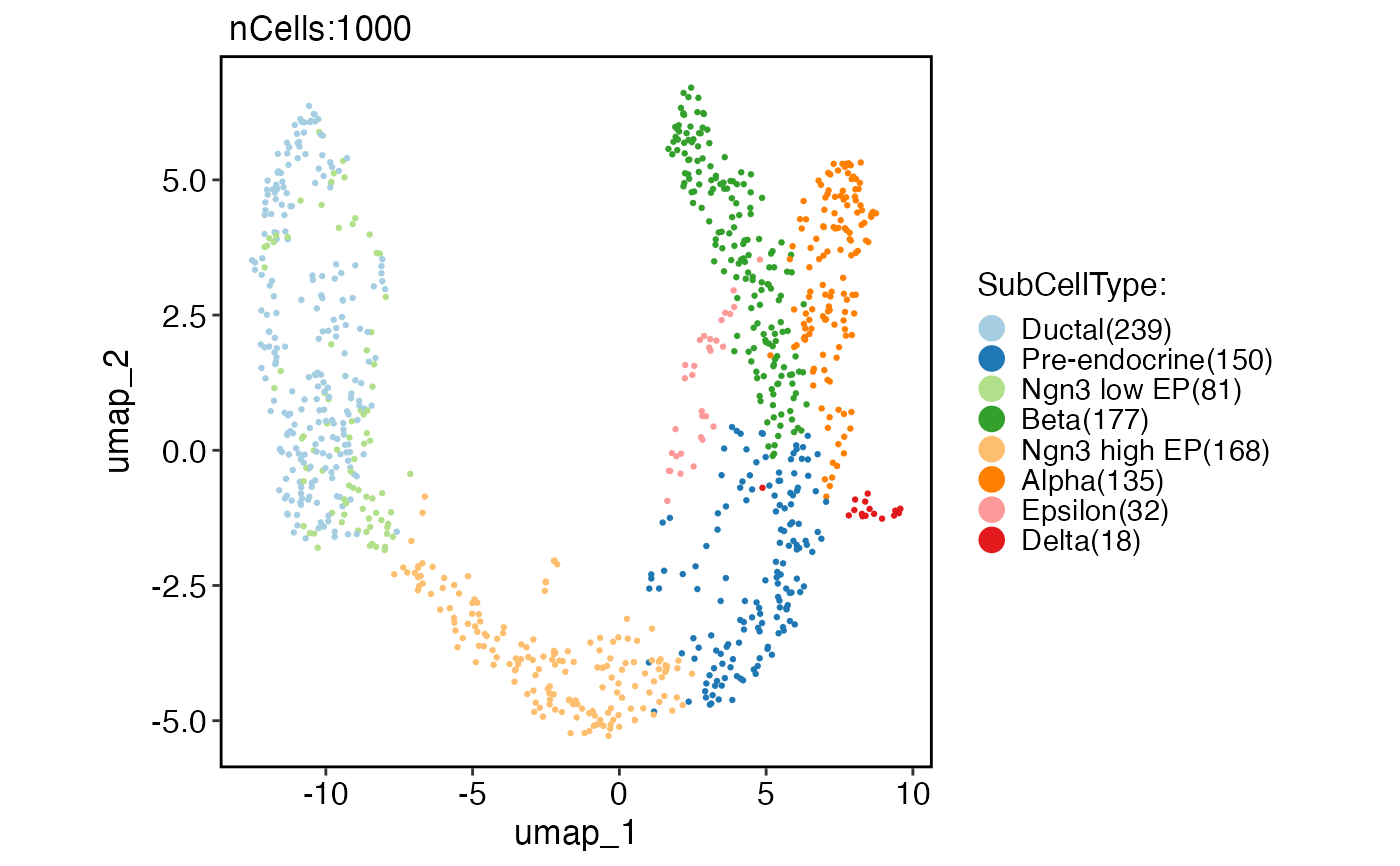 nCells:1000
umap_2
5.0
2.5
0.0
-2.5
-5.0
-10
-5
0
5
10
umap_1
SubCellType:
Ductal(239)
Pre-endocrine(150)
Ngn3 low EP(81)
Beta(177)
Ngn3 high EP(168)
Alpha(135)
Epsilon(32)
Delta(18)